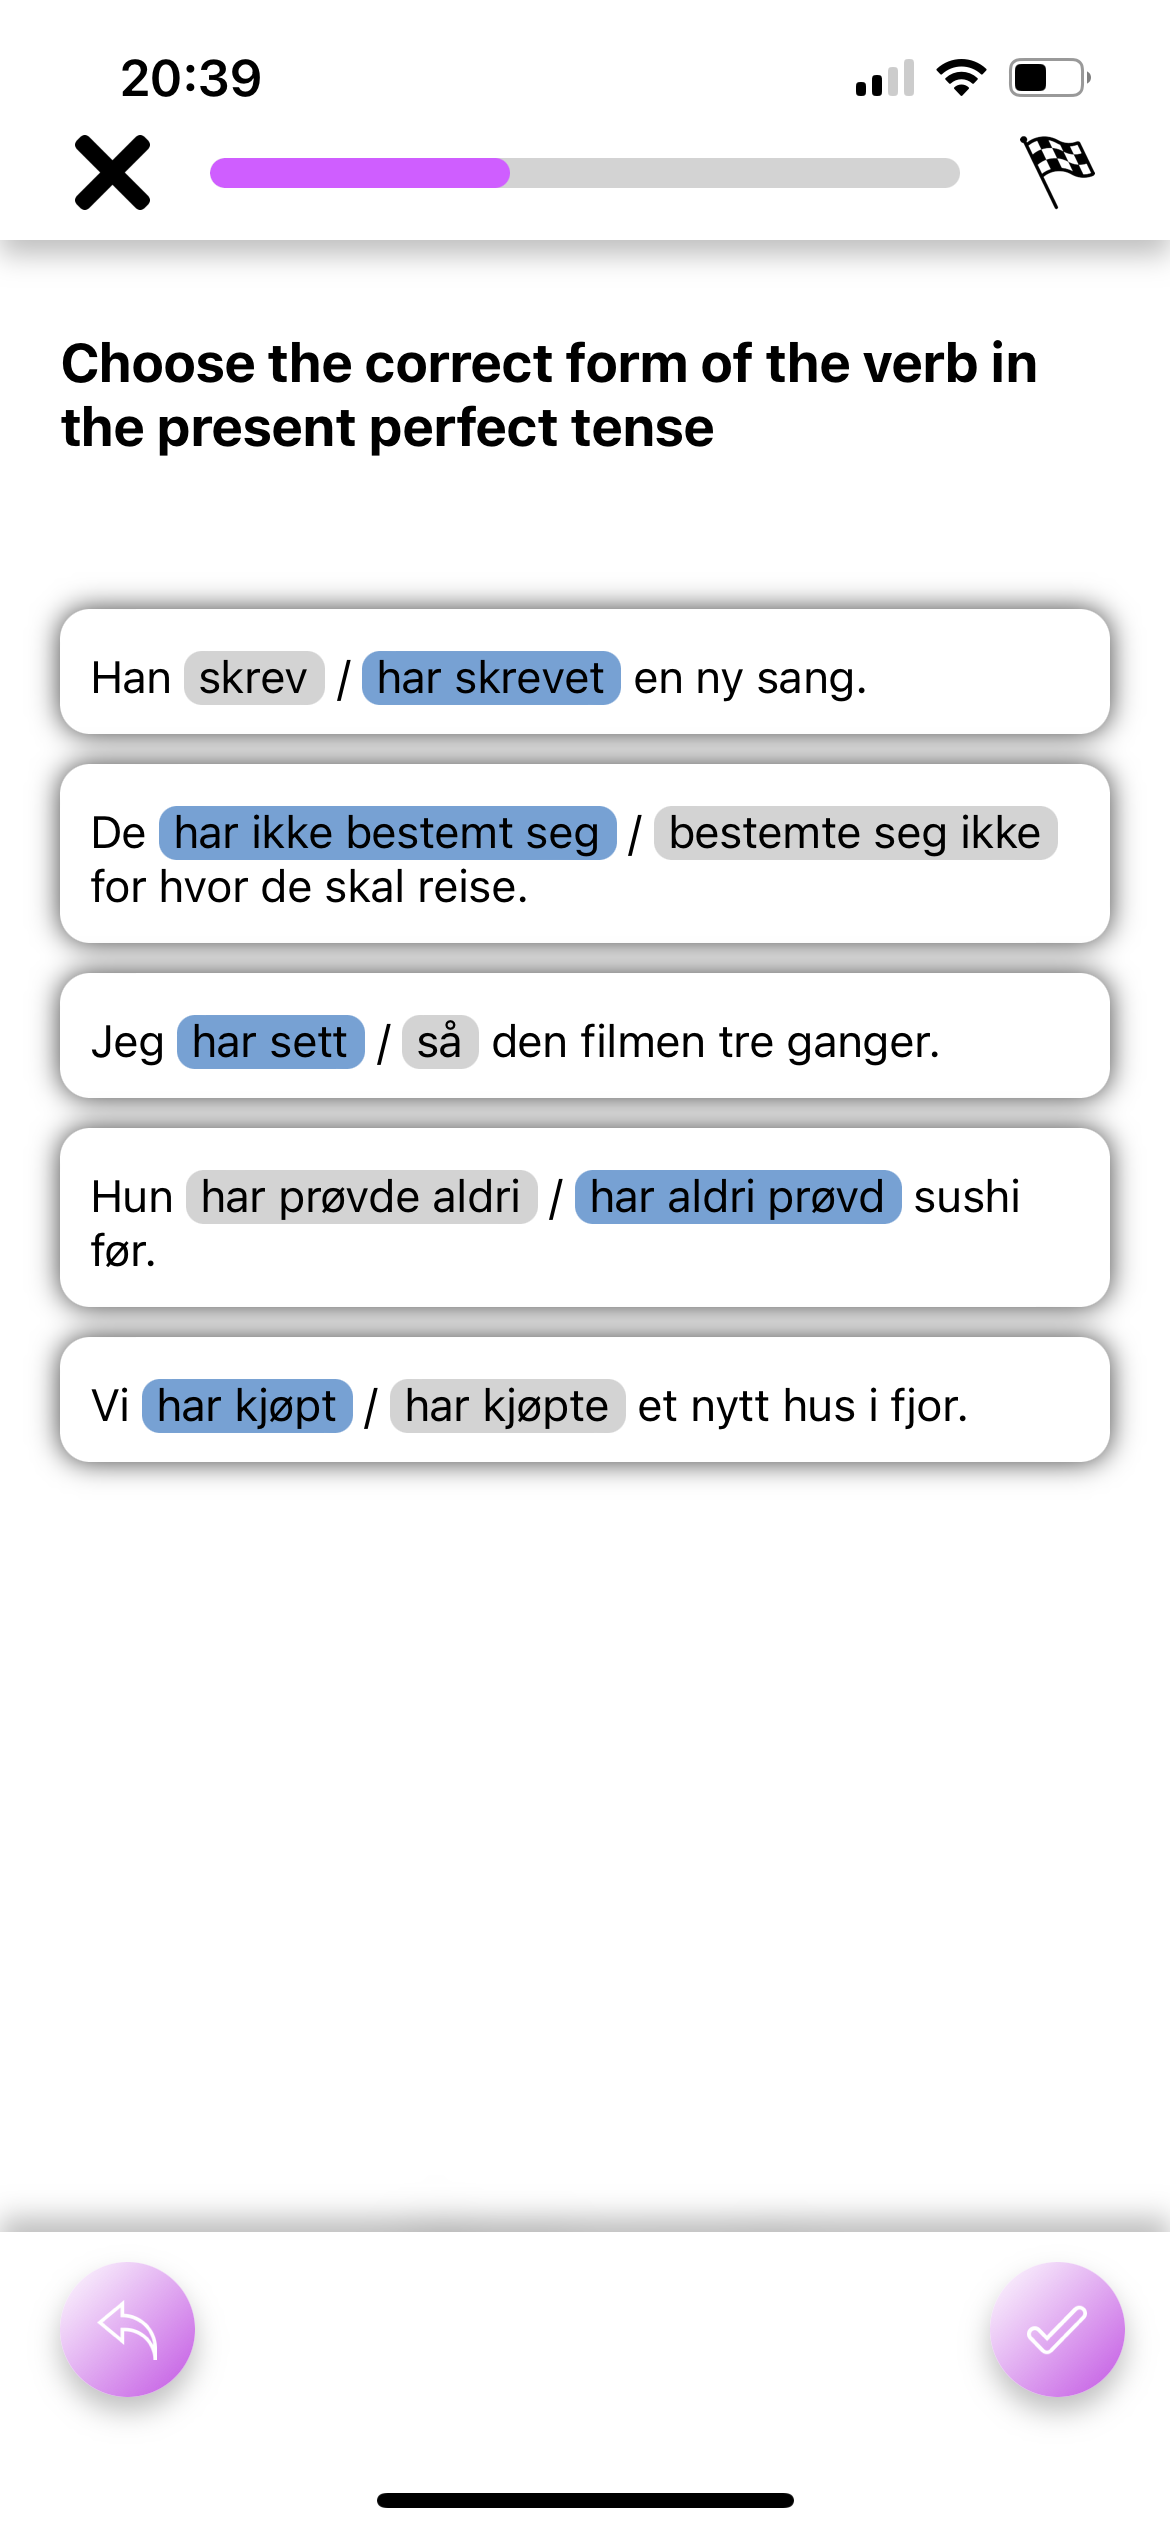 20:39
Choose the correct form of the verb in
the present perfect tense
Han skrev / har skrevet en ny sang.
De har ikke bestemt seg / bestemte seg ikke
for hvor de skal reise.
Jeg har sett / så den filmen tre ganger.
Hun har prøvde aldri / har aldri prøvd sushi
før.
Vi har kjøpt / har kjøpte et nytt hus i fjor.